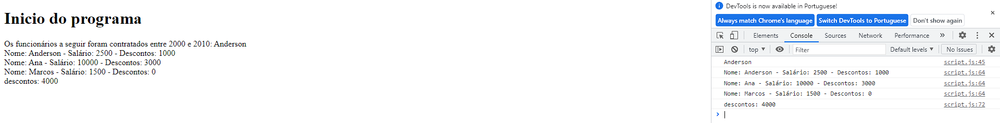 Inicio do programa
Os funcionários a seguir foram contratados entre 2000 e 2010: Anderson
Nome: Anderson - Salário: 2500 - Descontos: 1000
Nome: Ana - Salário: 10000 - Descontos: 3000
Nome: Marcos - Salário: 1500 - Descontos: 0
descontos: 4000
DevTools is now available in Portuguese!
Always match Chrome's language Switch DevTools to Portuguese Don't show again
Elements Console Sources Network Performance »
top Filter Default levels No Issues
Anderson script.js:45
Nome: Anderson - Salário: 2500 - Descontos: 1000 script.js:64
Nome: Ana - Salário: 10000 - Descontos: 3000 script.js:64
Nome: Marcos - Salário: 1500 - Descontos: 0 script.js:64
descontos: 4000 script.js:72